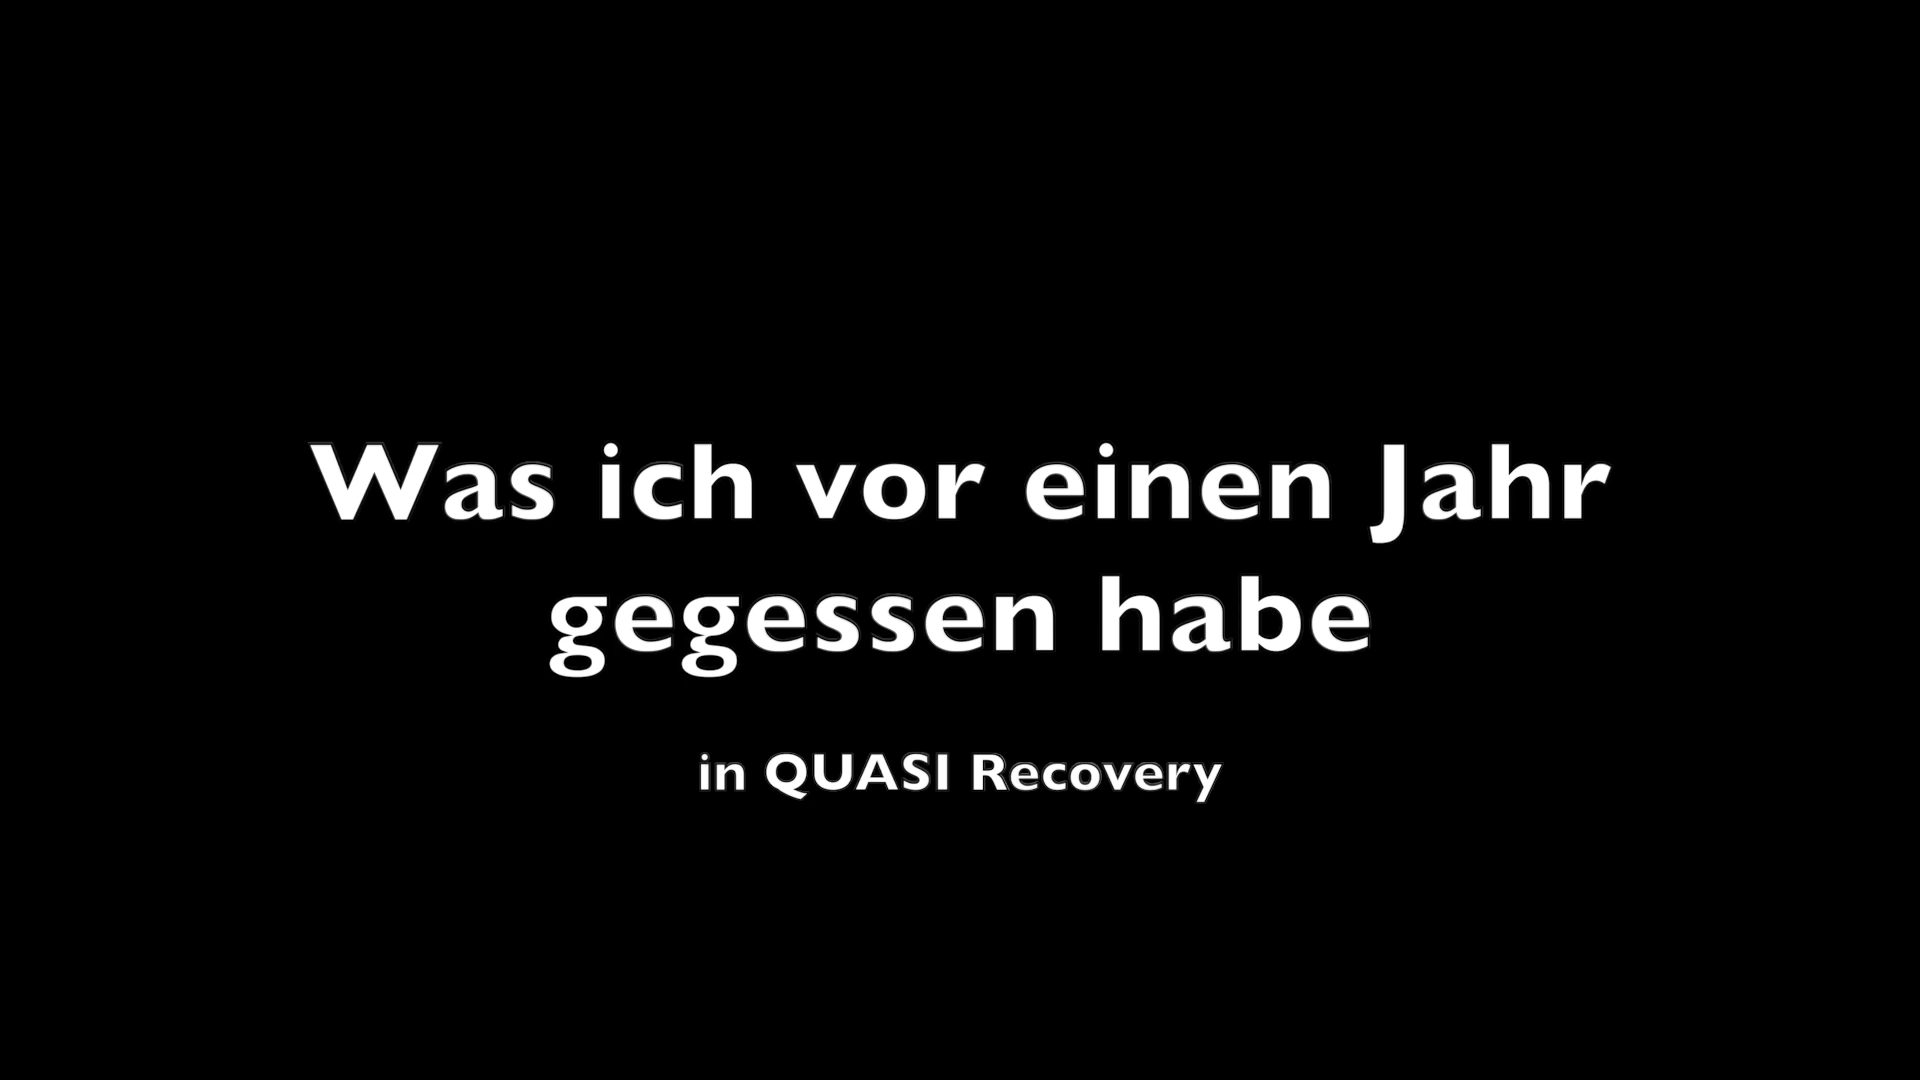 Was ich vor einen Jahr
gegessen habe
in QUASI Recovery